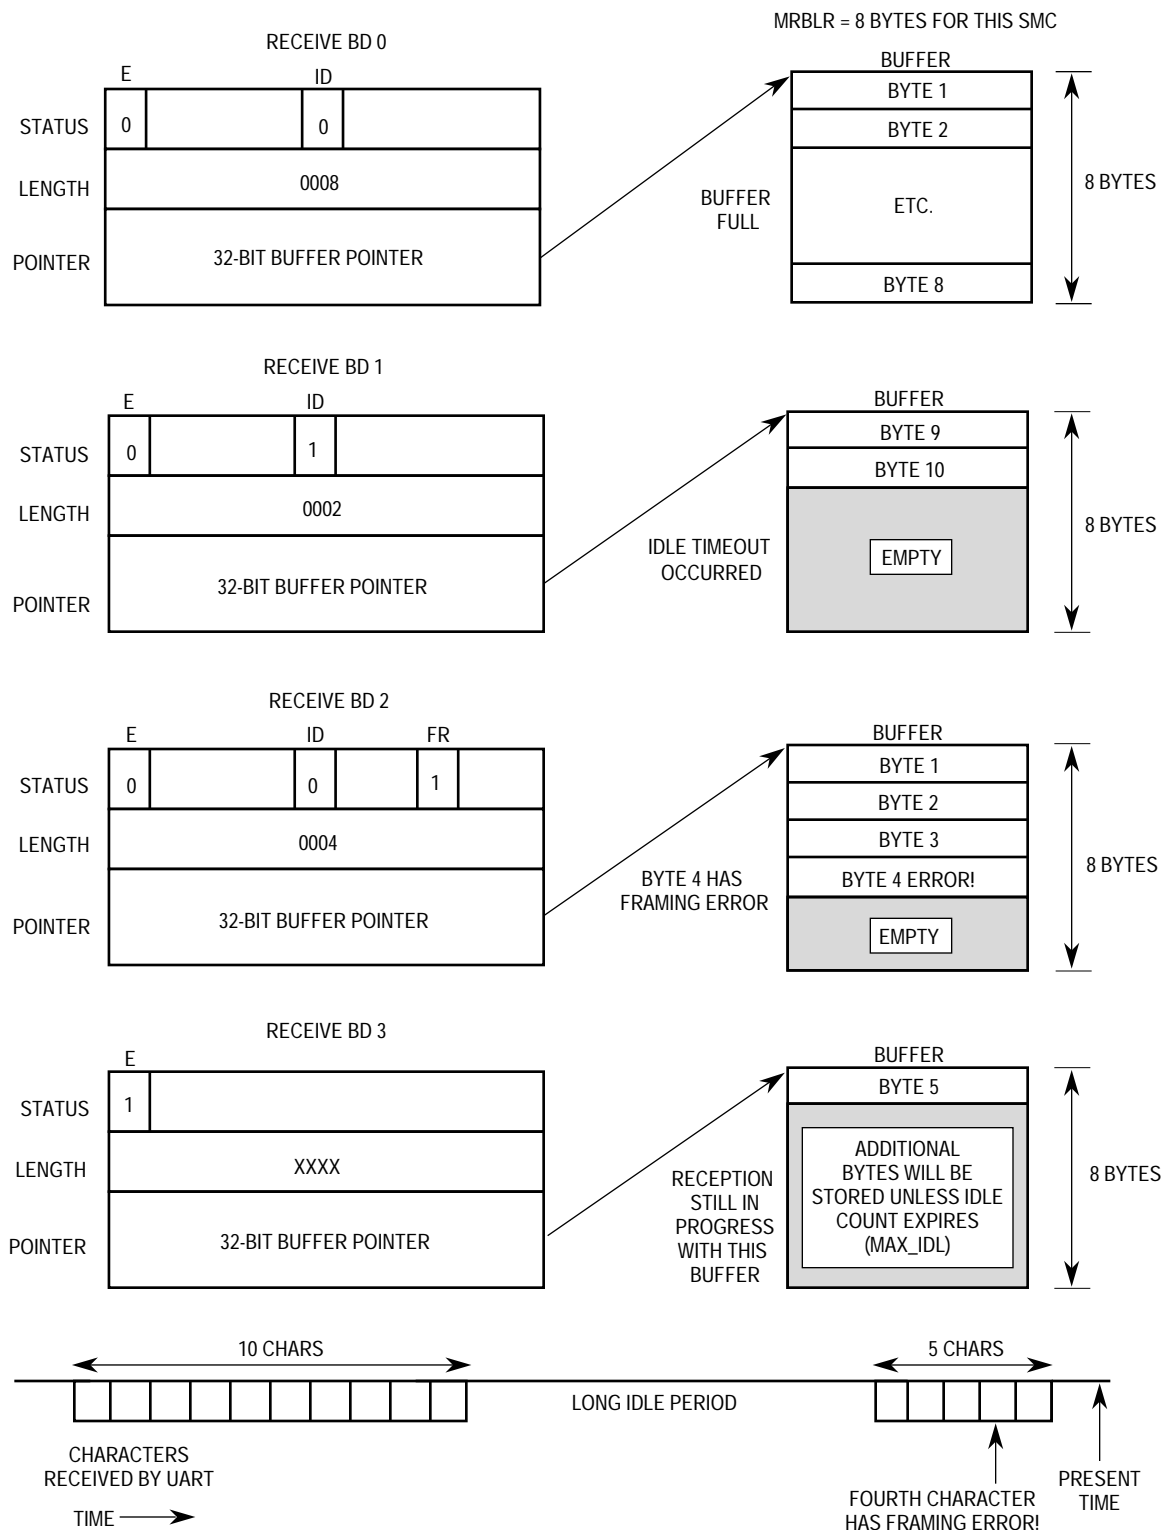 MRBLR = 8 BYTES FOR THIS SMC
RECEIVE BD 0
E ID
STATUS 0 0
LENGTH 0008
POINTER 32-BIT BUFFER POINTER
BUFFER
FULL
BUFFER
BYTE 1
BYTE 2
ETC.
BYTE 8
8 BYTES
RECEIVE BD 1
E ID
STATUS 0 1
LENGTH 0002
POINTER 32-BIT BUFFER POINTER
IDLE TIMEOUT
OCCURRED
BUFFER
BYTE 9
BYTE 10
EMPTY
8 BYTES
RECEIVE BD 2
E ID FR
STATUS 0 0 1
LENGTH 0004
POINTER 32-BIT BUFFER POINTER
BYTE 4 HAS
FRAMING ERROR
BUFFER
BYTE 1
BYTE 2
BYTE 3
BYTE 4 ERROR!
EMPTY
8 BYTES
RECEIVE BD 3
E
STATUS 1
LENGTH XXXX
POINTER 32-BIT BUFFER POINTER
RECEPTION
STILL IN
PROGRESS
WITH THIS
BUFFER
BUFFER
BYTE 5
ADDITIONAL
BYTES WILL BE
STORED UNLESS IDLE
COUNT EXPIRES
(MAX_IDL)
8 BYTES
10 CHARS
5 CHARS
LONG IDLE PERIOD
CHARACTERS
RECEIVED BY UART
TIME
FOURTH CHARACTER
HAS FRAMING ERROR!
PRESENT
TIME